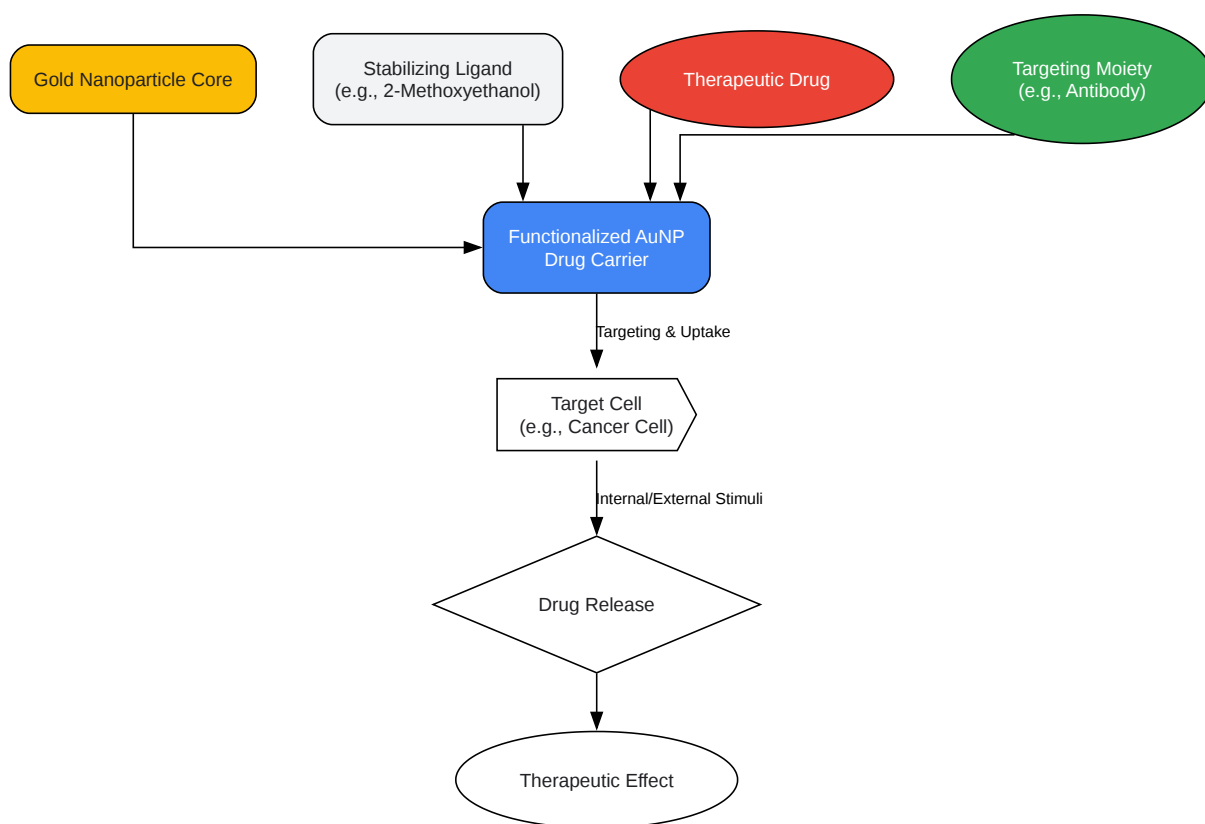 Gold Nanoparticle Core
Stabilizing Ligand
(e.g., 2-Methoxyethanol)
Therapeutic Drug
Targeting Moiety
(e.g., Antibody)
Functionalized AuNP
Drug Carrier
Targeting & Uptake
Target Cell
(e.g., Cancer Cell)
Internal/External Stimuli
Drug Release
Therapeutic Effect